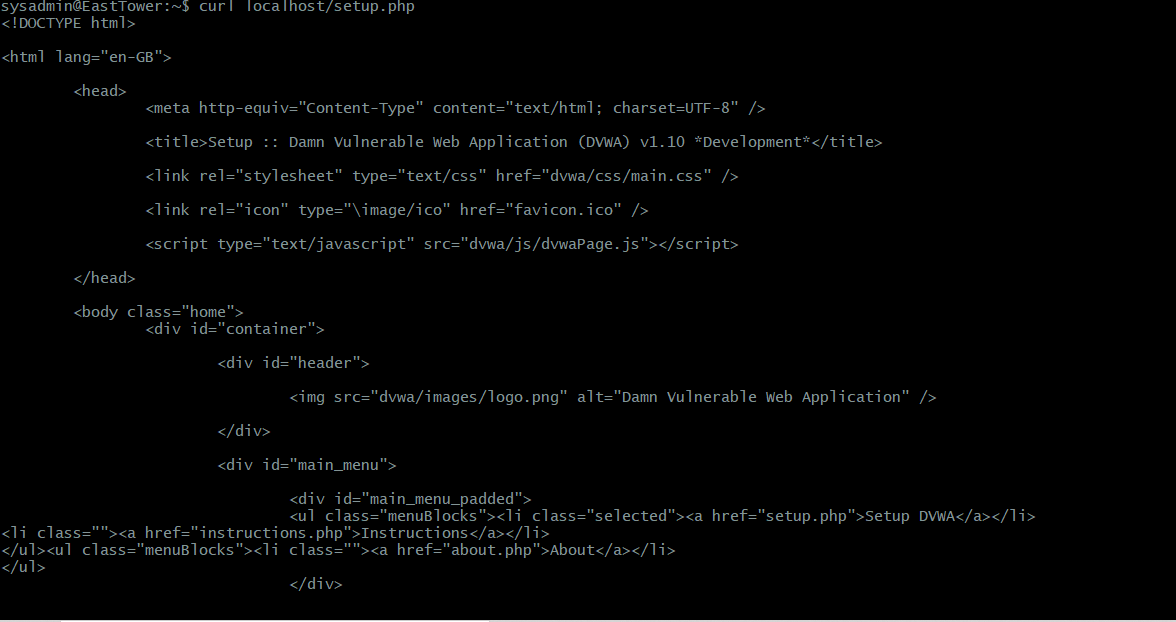 sysadmin@EastTower:~$ curl localhost/setup.php
<!DOCTYPE html>
<html lang="en-GB">
<head>
<meta http-equiv="Content-Type" content="text/html; charset=UTF-8" />
<title>Setup :: Damn Vulnerable Web Application (DVWA) v1.10 *Development*</title>
<link rel="stylesheet" type="text/css" href="dvwa/css/main.css" />
<link rel="icon" type="\image/ico" href="favicon.ico" />
<script type="text/javascript" src="dvwa/js/dvwaPage.js"></script>
</head>
<body class="home">
<div id="container">
<div id="header">
<img src="dvwa/images/logo.png" alt="Damn Vulnerable Web Application" />
</div>
<div id="main_menu">
<div id="main_menu_padded">
<ul class="menuBlocks"><li class="selected"><a href="setup.php">Setup DVWA</a></li>
<li class=""><a href="instructions.php">Instructions</a></li>
</ul><ul class="menuBlocks"><li class=""><a href="about.php">About</a></li>
</ul>
</div>